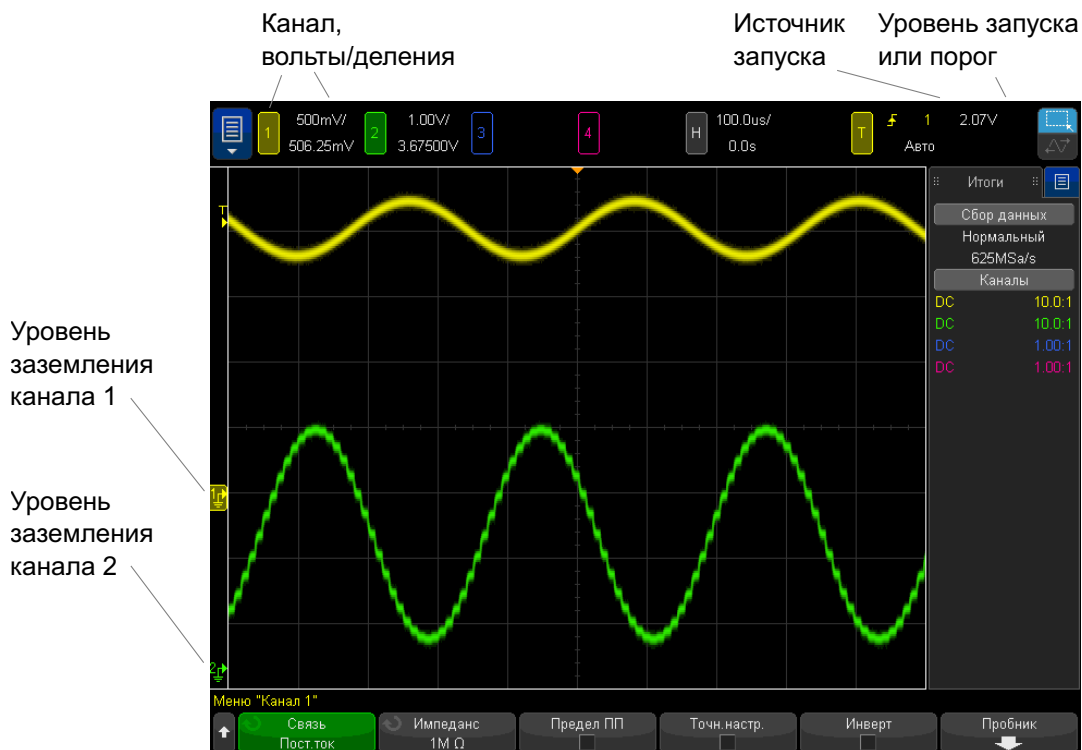 Канал,
вольты/деления
Источник
запуска
Уровень запуска
или порог
1 500mV/ 2 1.00V/ 3 4 H 100.0us/ T 1 2.07V
506.25mV 3.67500V 0.0s Авто
Итоги
Сбор данных
Нормальный
625MSa/s
Каналы
DC 10.0:1
DC 10.0:1
DC 1.00:1
DC 1.00:1
T
Уровень
заземления
канала 1
1
Уровень
заземления
канала 2
2
Меню "Канал 1"
Связь Импеданс Предел ПП Точн.настр. Инверт Пробник
Пост.ток 1M Ω